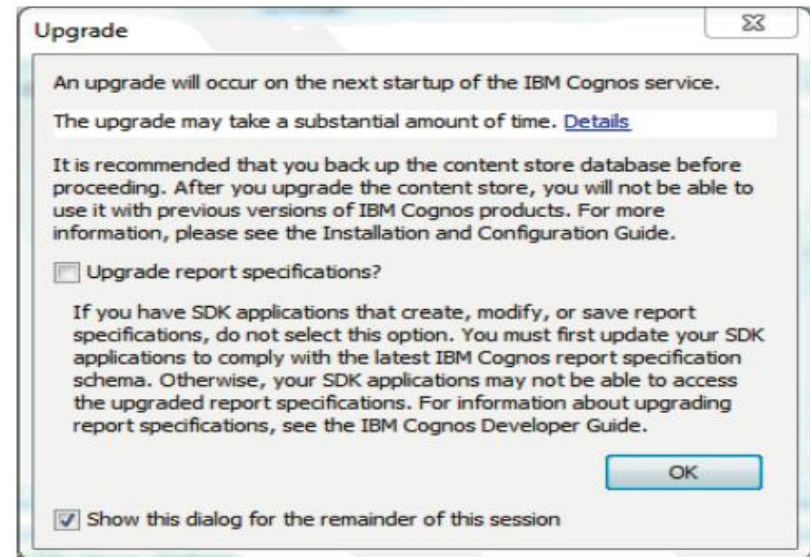 Upgrade
An upgrade will occur on the next startup of the IBM Cognos service.
The upgrade may take a substantial amount of time. Details
It is recommended that you back up the content store database before
proceeding. After you upgrade the content store, you will not be able to
use it with previous versions of IBM Cognos products. For more
information, please see the Installation and Configuration Guide.
Upgrade report specifications?
If you have SDK applications that create, modify, or save report
specifications, do not select this option. You must first update your SDK
applications to comply with the latest IBM Cognos report specification
schema. Otherwise, your SDK applications may not be able to access
the upgraded report specifications. For information about upgrading
report specifications, see the IBM Cognos Developer Guide.
OK
Show this dialog for the remainder of this session